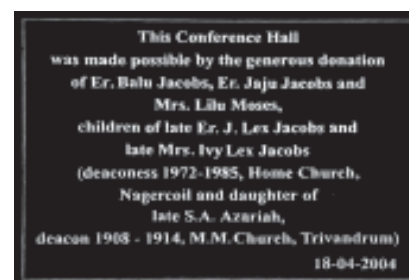 This Conference Hall
was made possible by the generous donation
of Er. Balu Jacobs, Er. Jaju Jacobs and
Mrs. Lilu Moses,
children of late Er. J. Lex Jacobs and
late Mrs. Ivy Lex Jacobs
(deaconess 1972-1985, Home Church,
Nagercoil and daughter of
late S.A. Azariah,
deacon 1908 - 1914, M.M. Church, Trivandrum)
18-04-2004